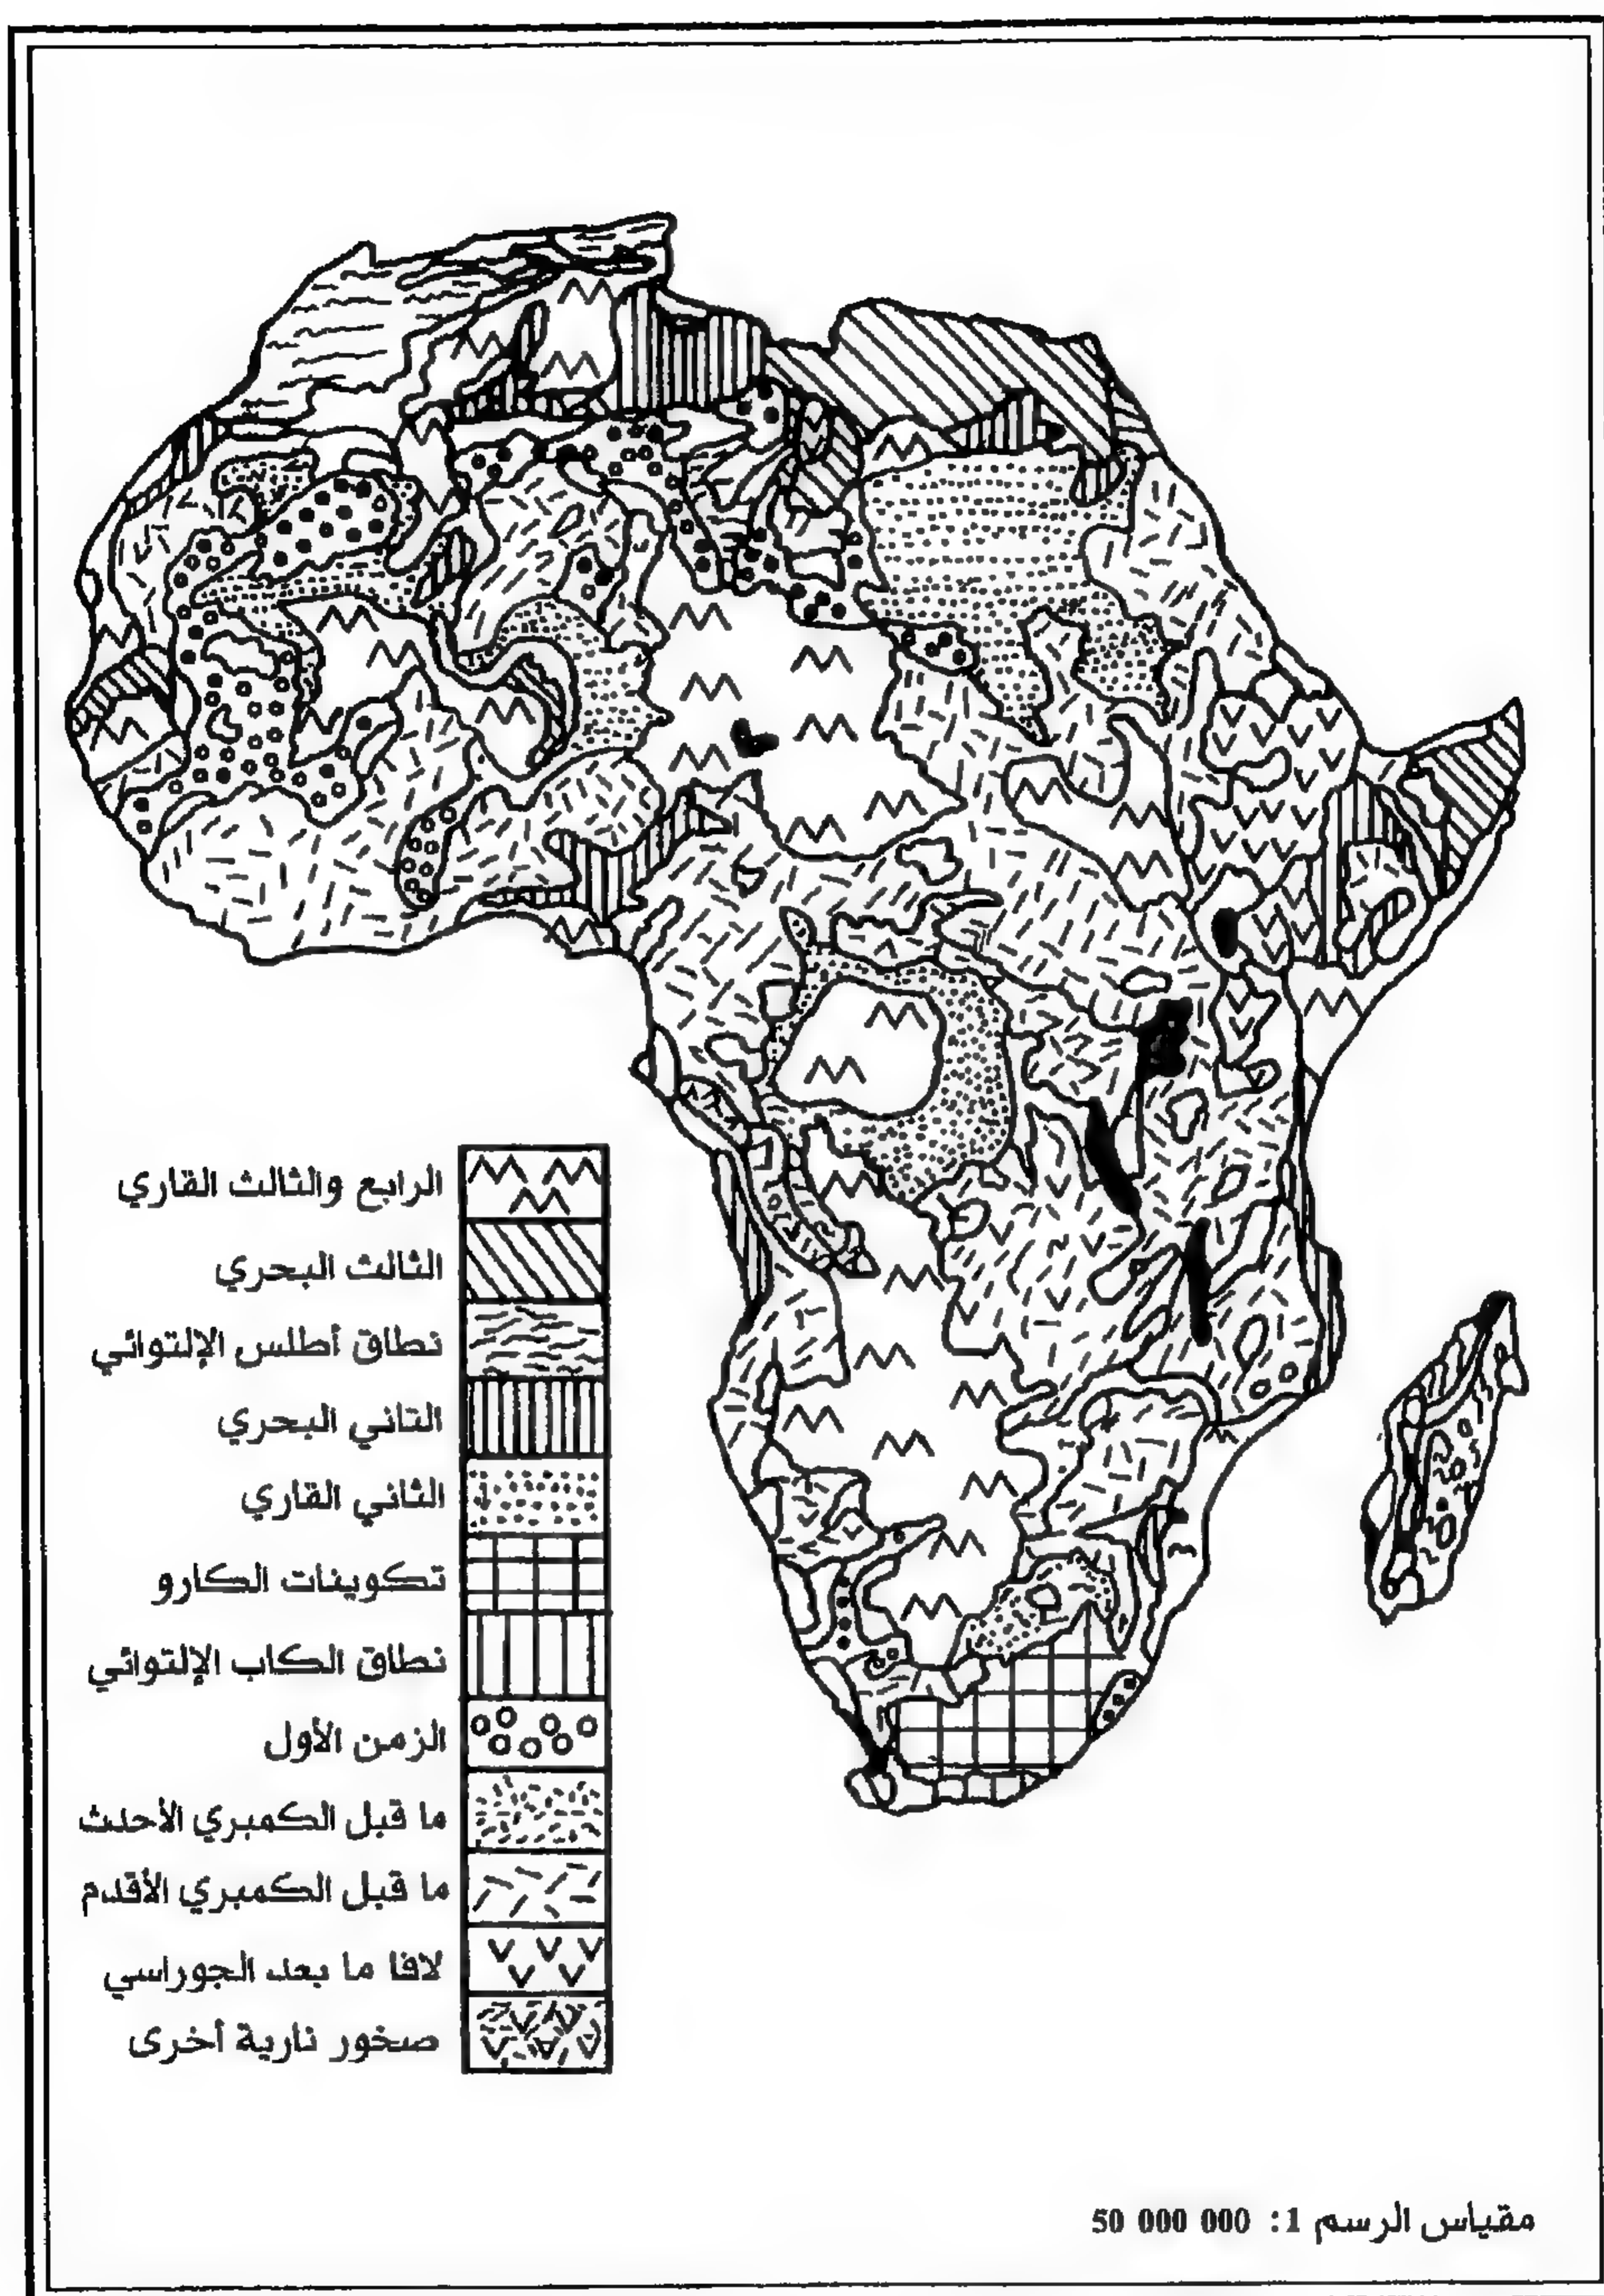 الرابع والثالث القاري
الثالث البحري
نطاق أطلس الإلتوائي
التاني البحري
الثاني القاري
تكوينات الكارو
نطاق الكاب الإلتوائي
الزمن الأول
ما قبل الكمبري الأحدث
ما قبل الكمبري الأقدم
لافا ما بعد الجوراسي
صخور نارية أخرى
مقياس الرسم 1: 000 000 50